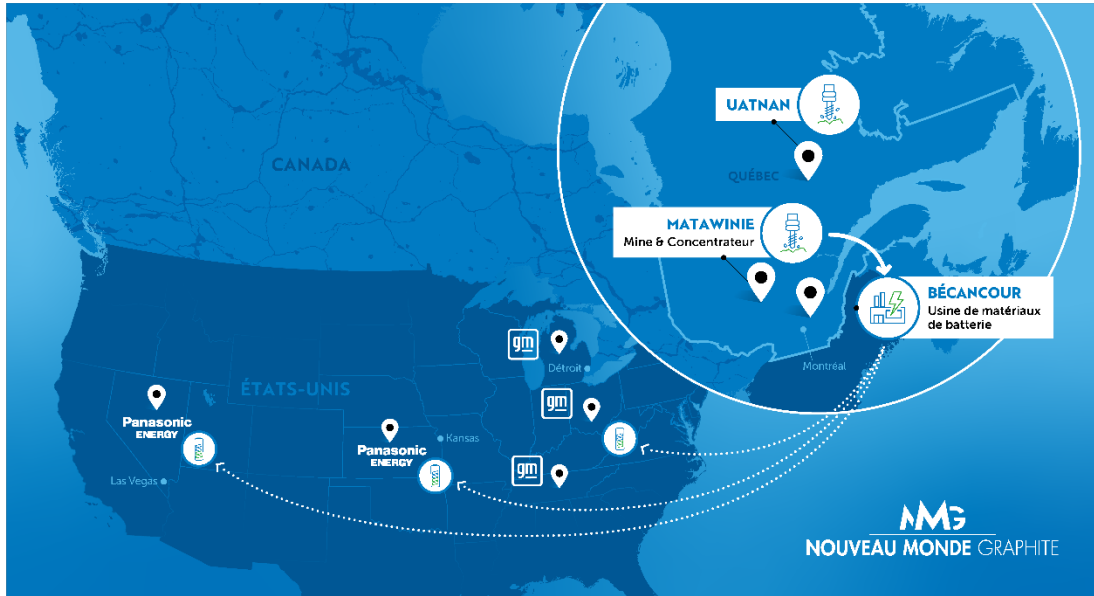 CANADA
UATNAN
QUÉBEC
MATAWINIE
Mine & Concentrateur
BÉCANCOUR
Usine de matériaux
de batterie
Montréal
gm
Détroit
ÉTATS-UNIS
gm
Panasonic
ENERGY
Kansas
Panasonic
ENERGY
gm
Las Vegas
NMG
NOUVEAU MONDE GRAPHITE